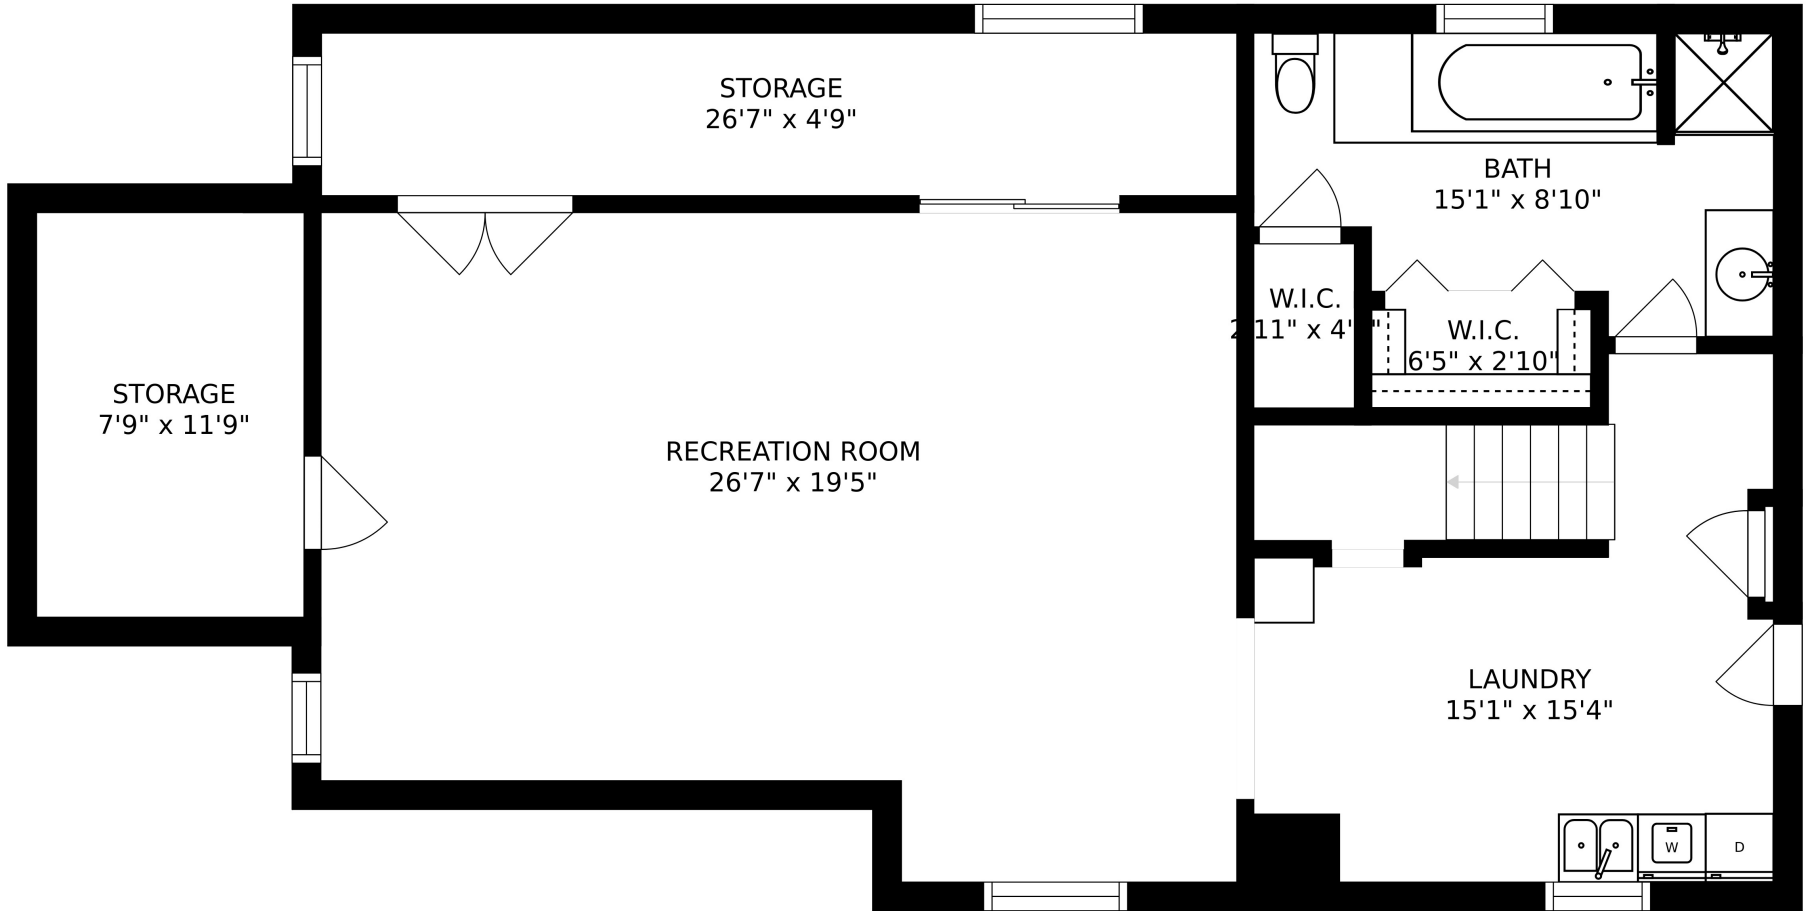 STORAGE
26'7" x 4'9"
BATH
15'1" x 8'10"
W.I.C.
W.I.C.
6'5" x 2'10"
STORAGE
7'9" x 11'9"
RECREATION ROOM
26'7" x 19'5"
LAUNDRY
15'1" x 15'4"
W
D